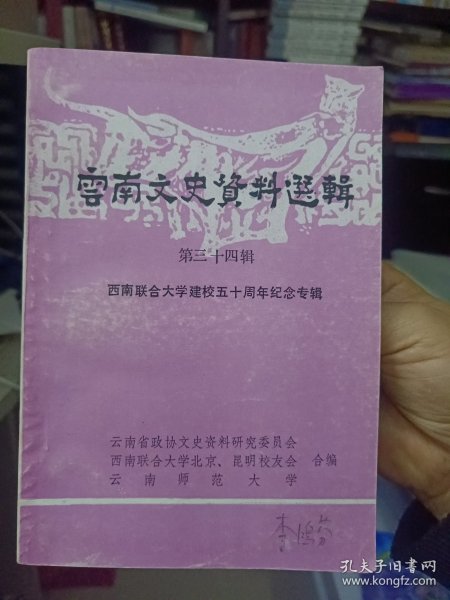 雲南文史資料選輯
第三十四辑
西南联合大学建校五十周年纪念专辑
云南省政协文史资料研究委员会
西南联合大学北京、昆明校友会 合编
云南师范大学
孔夫子旧书网
www.kongfz.com